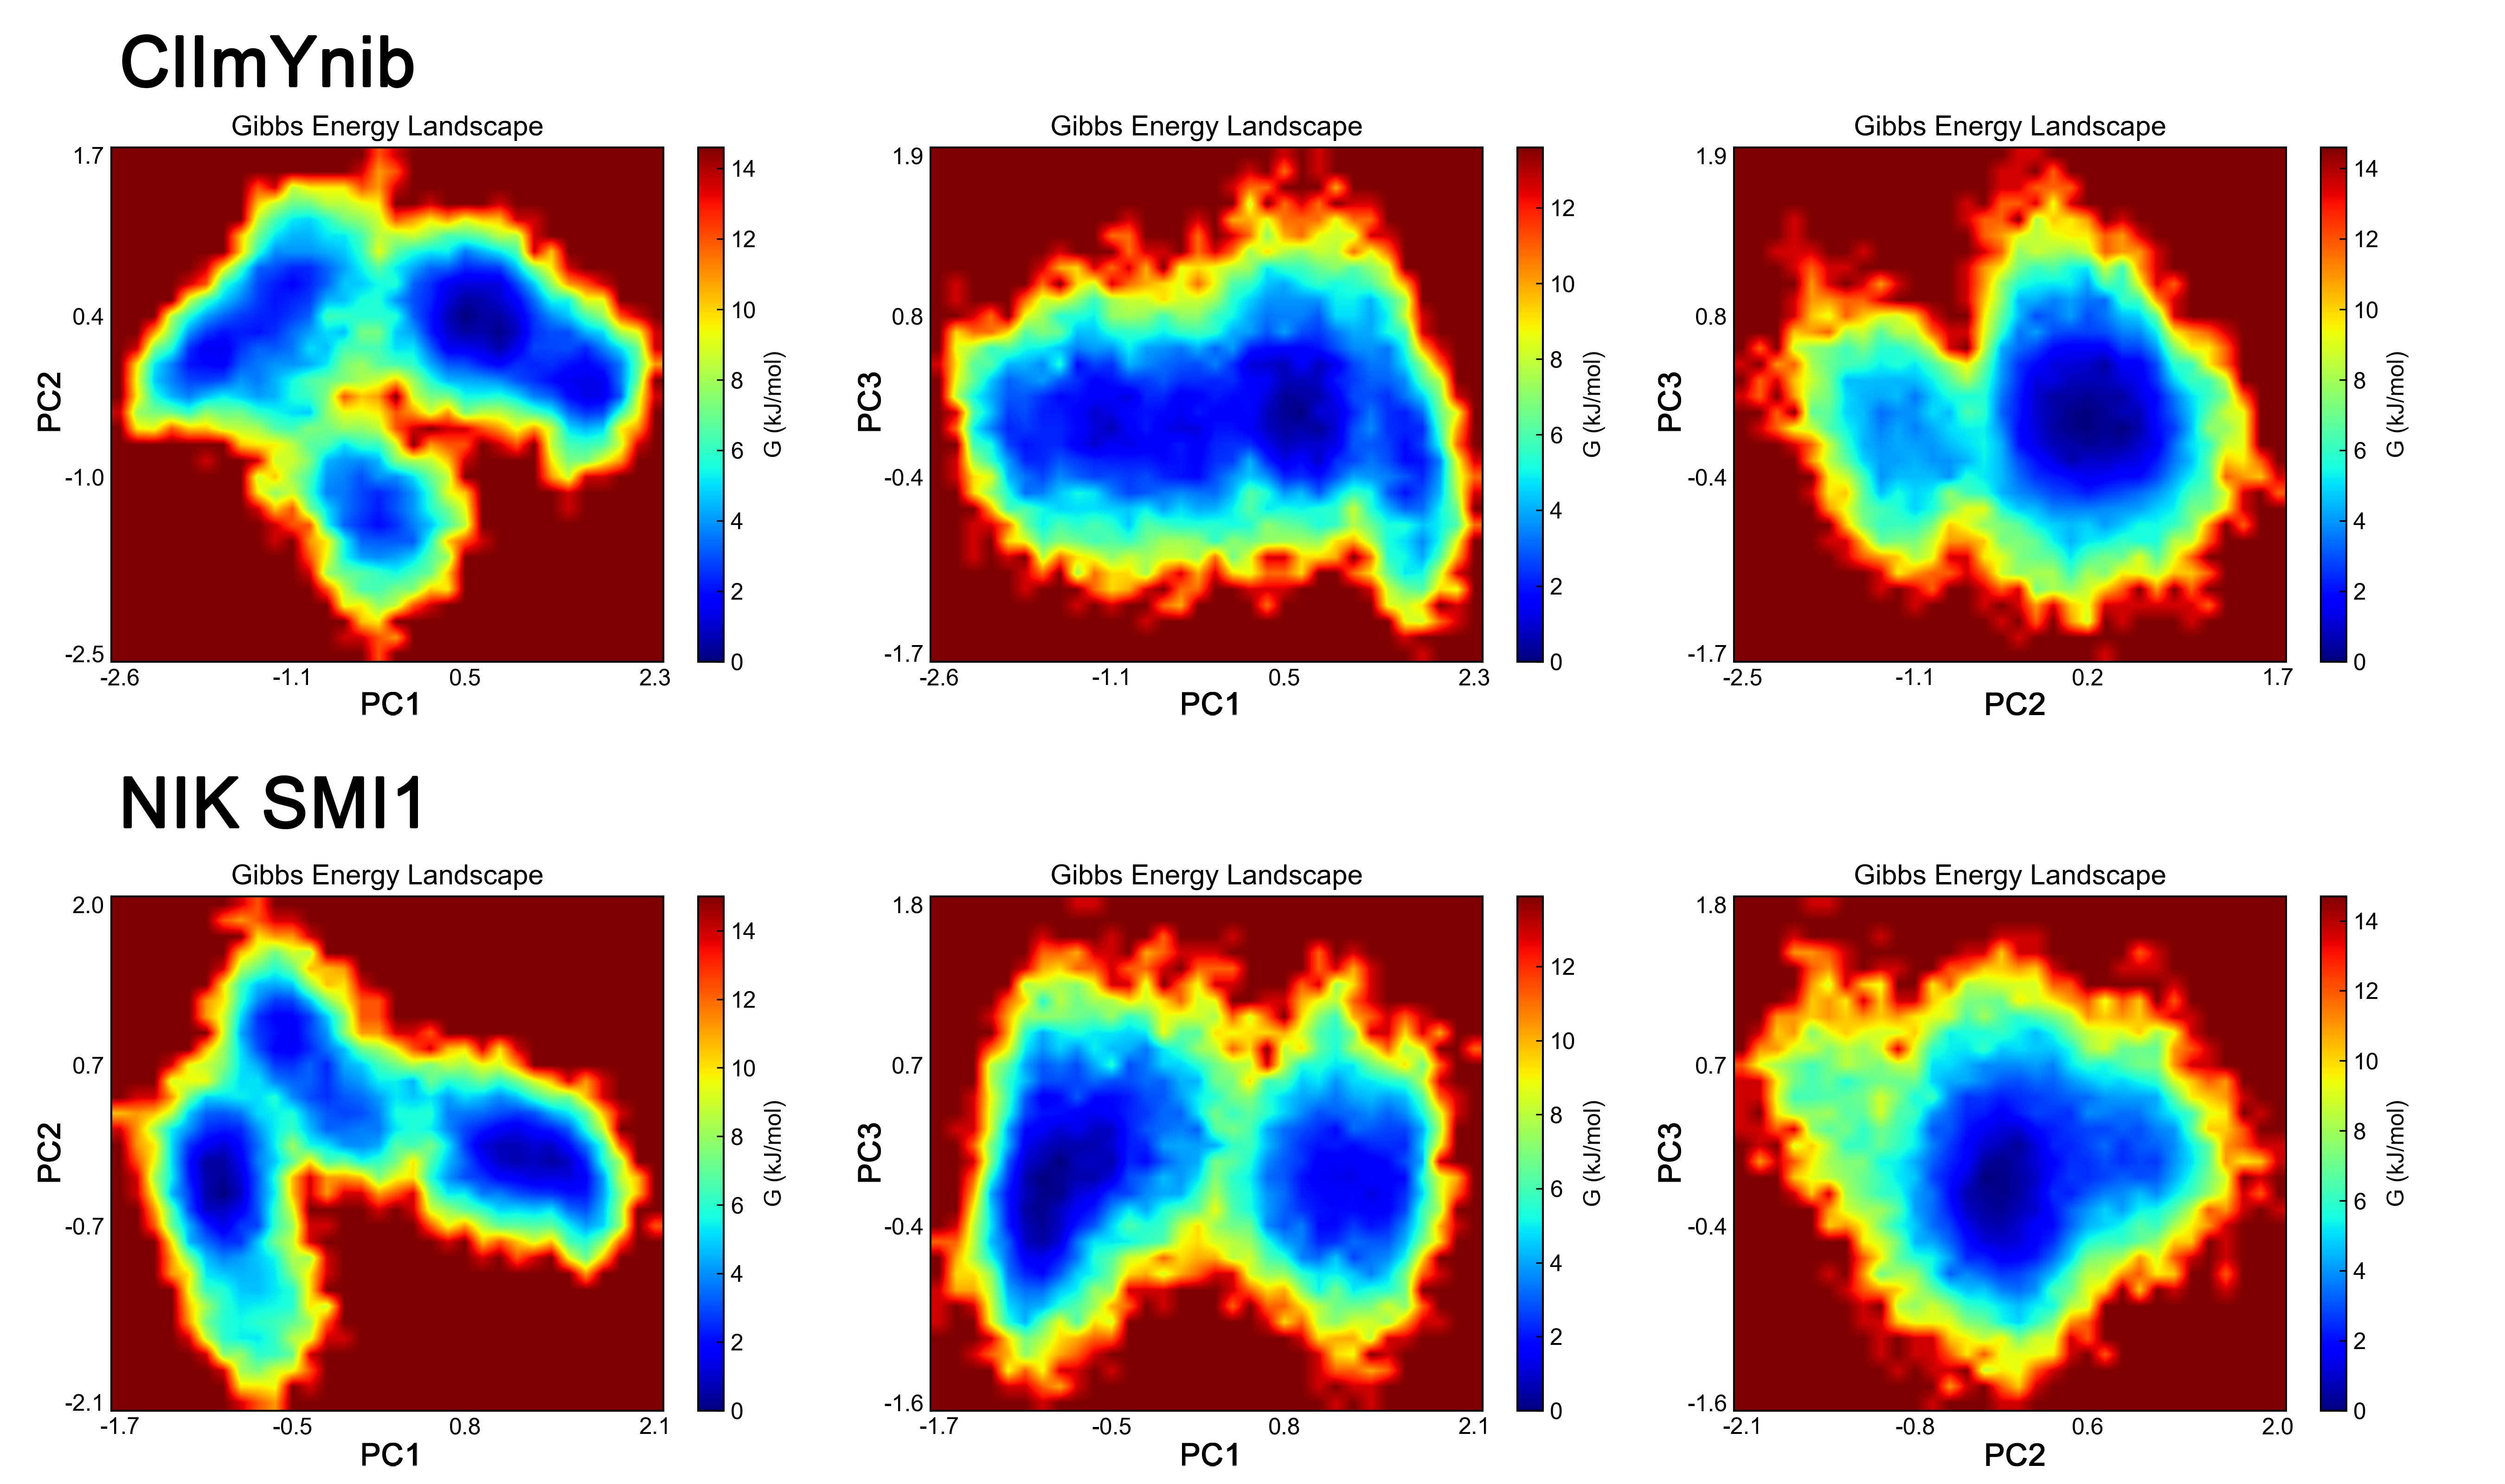 ClImYnib
Gibbs Energy Landscape
Gibbs Energy Landscape
Gibbs Energy Landscape
1.7
0.4
-1.0
-2.5
PC2
-2.6 -1.1 0.5 2.3
PC1
14
12
10
8
6
4
2
0
G (kJ/mol)
1.9
0.8
-0.4
-1.7
PC3
-2.6 -1.1 0.5 2.3
PC1
12
10
8
6
4
2
0
G (kJ/mol)
1.9
0.8
-0.4
-1.7
PC3
-2.5 -1.1 0.2 1.7
PC2
14
12
10
8
6
4
2
0
G (kJ/mol)
NIK SMI1
Gibbs Energy Landscape
Gibbs Energy Landscape
Gibbs Energy Landscape
2.0
0.7
-0.7
-2.1
PC2
-1.7 -0.5 0.8 2.1
PC1
14
12
10
8
6
4
2
0
G (kJ/mol)
1.8
0.7
-0.4
-1.6
PC3
-1.7 -0.5 0.8 2.1
PC1
12
10
8
6
4
2
0
G (kJ/mol)
1.8
0.7
-0.4
-1.6
PC3
-2.1 -0.8 0.6 2.0
PC2
14
12
10
8
6
4
2
0
G (kJ/mol)